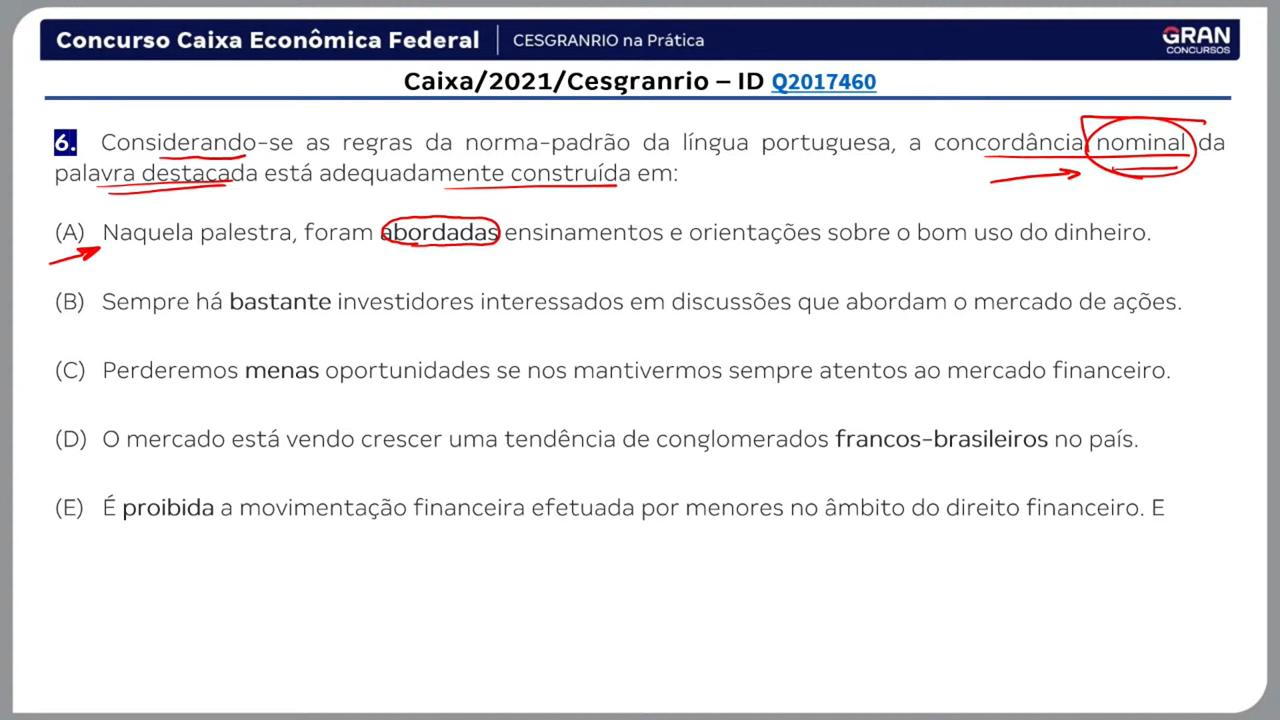 Concurso Caixa Econômica Federal
CESGRANRIO na Prática
GRAN
CONCURSOS
Caixa/2021/Cesgranrio – ID Q2017460
6. Considerando-se as regras da norma-padrão da língua portuguesa, a concordância nominal da
palavra destacada está adequadamente construída em:
(A) Naquela palestra, foram abordadas ensinamentos e orientações sobre o bom uso do dinheiro.
(B) Sempre há bastante investidores interessados em discussões que abordam o mercado de ações.
(C) Perderemos menas oportunidades se nos mantivermos sempre atentos ao mercado financeiro.
(D) O mercado está vendo crescer uma tendência de conglomerados francos-brasileiros no país.
(E) É proibida a movimentação financeira efetuada por menores no âmbito do direito financeiro. E